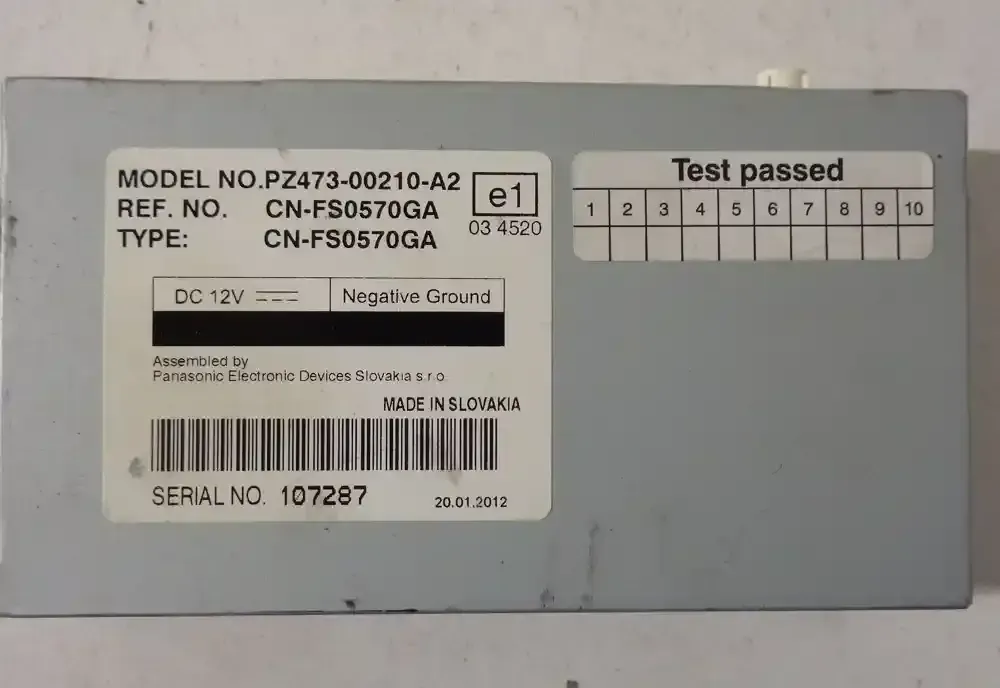 MODEL NO.PZ473-00210-A2
REF. NO. CN-FS0570GA
TYPE: CN-FS0570GA
e1
03 4520
DC 12V
Negative Ground
Assembled by
Panasonic Electronic Devices Slovakia s.r.o.
MADE IN SLOVAKIA
SERIAL NO. 107287
20.01.2012
Test passed
1 2 3 4 5 6 7 8 9 10